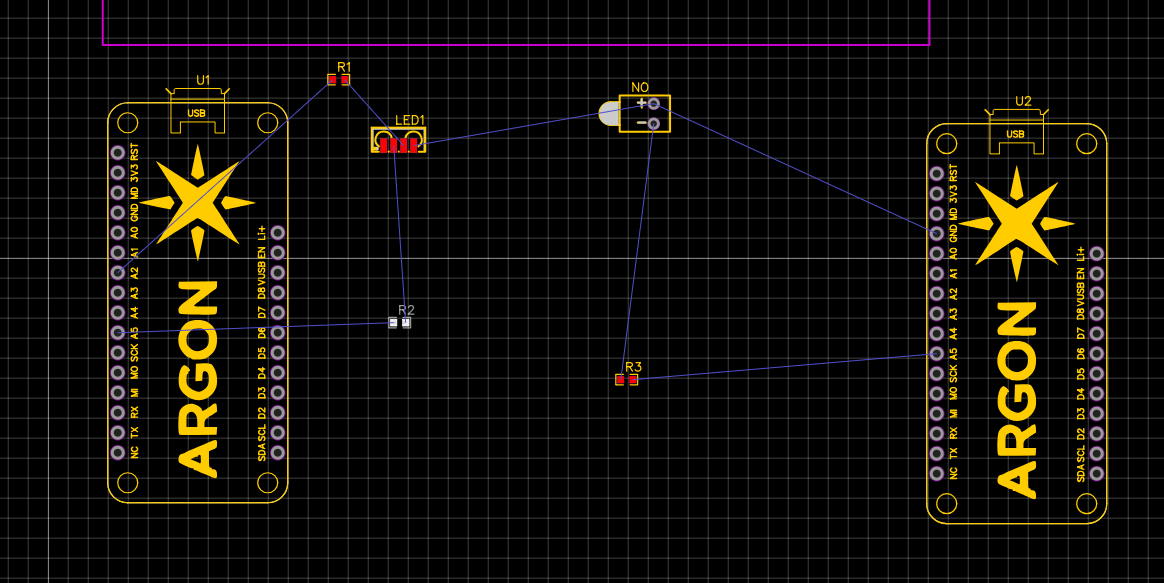 R1
U1
USB
LED1
NO
+
−
U2
USB
RST
3V3
MD
GND
A0
A1
A2
A3
A4
A5
SCK
MO
MI
RX
TX
NC
Li+
EN
VUSB
D8
D7
D6
D5
D4
D3
D2
SCL
SDA
ARGON
R2
R3
RST
3V3
MD
GND
A0
A1
A2
A3
A4
A5
SCK
MO
MI
RX
TX
NC
Li+
EN
VUSB
D8
D7
D6
D5
D4
D3
D2
SCL
SDA
ARGON